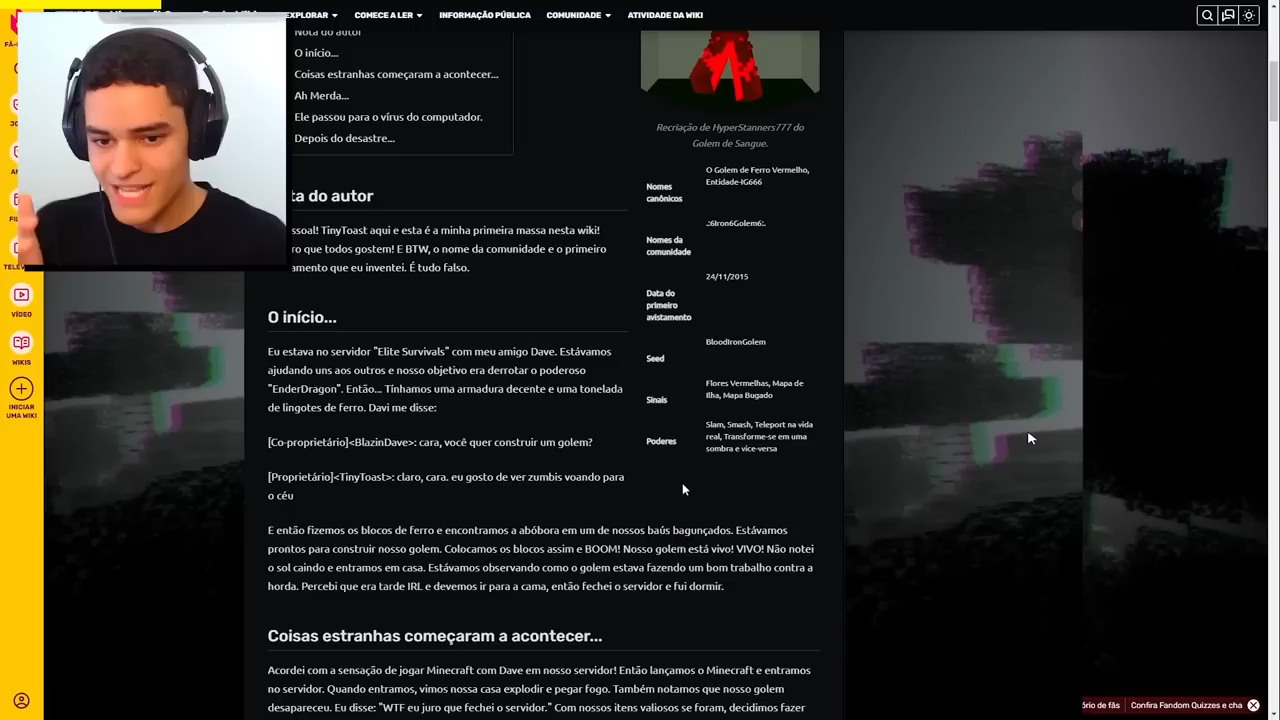 EXPLORAR
COMECE A LER
INFORMAÇÃO PÚBLICA
COMUNIDADE
ATIVIDADE DA WIKI
Nota do autor
O início...
Coisas estranhas começaram a acontecer...
Ah Merda...
Ele passou para o vírus do computador.
Depois do desastre...
VÍDEO
WIKIS
INICIAR
UMA WIKI
ta do autor
ssoal! TinyToast aqui e esta é a minha primeira massa nesta wiki!
ro que todos gostem! E BTW, o nome da comunidade e o primeiro
amento que eu inventei. É tudo falso.
O início...
Eu estava no servidor "Elite Survivals" com meu amigo Dave. Estávamos
ajudando uns aos outros e nosso objetivo era derrotar o poderoso
"EnderDragon". Então... Tínhamos uma armadura decente e uma tonelada
de lingotes de ferro. Davi me disse:
[Co-proprietário]<BlazinDave>: cara, você quer construir um golem?
[Proprietário]<TinyToast>: claro, cara. eu gosto de ver zumbis voando para
o céu
Recriação de HyperStanners777 do
Golem de Sangue.
Nomes
canônicos
O Golem de Ferro Vermelho,
Entidade-IG666
Nomes da
comunidade
.:6Iron6Golem6:.
Data do
primeiro
avistamento
24/11/2015
Seed
BloodIronGolem
Sinais
Flores Vermelhas, Mapa de
Ilha, Mapa Bugado
Poderes
Slam, Smash, Teleport na vida
real, Transforme-se em uma
sombra e vice-versa
E então fizemos os blocos de ferro e encontramos a abóbora em um de nossos baús bagunçados. Estávamos
prontos para construir nosso golem. Colocamos os blocos assim e BOOM! Nosso golem está vivo! VIVO! Não notei
o sol caindo e entramos em casa. Estávamos observando como o golem estava fazendo um bom trabalho contra a
horda. Percebi que era tarde IRL e devemos ir para a cama, então fechei o servidor e fui dormir.
Coisas estranhas começaram a acontecer...
Acordei com a sensação de jogar Minecraft com Dave em nosso servidor! Então lançamos o Minecraft e entramos
no servidor. Quando entramos, vimos nossa casa explodir e pegar fogo. Também notamos que nosso golem
desapareceu. Eu disse: "WTF eu juro que fechei o servidor." Com nossos itens valiosos se foram, decidimos fazer
ório de fãs
Confira Fandom Quizzes e cha